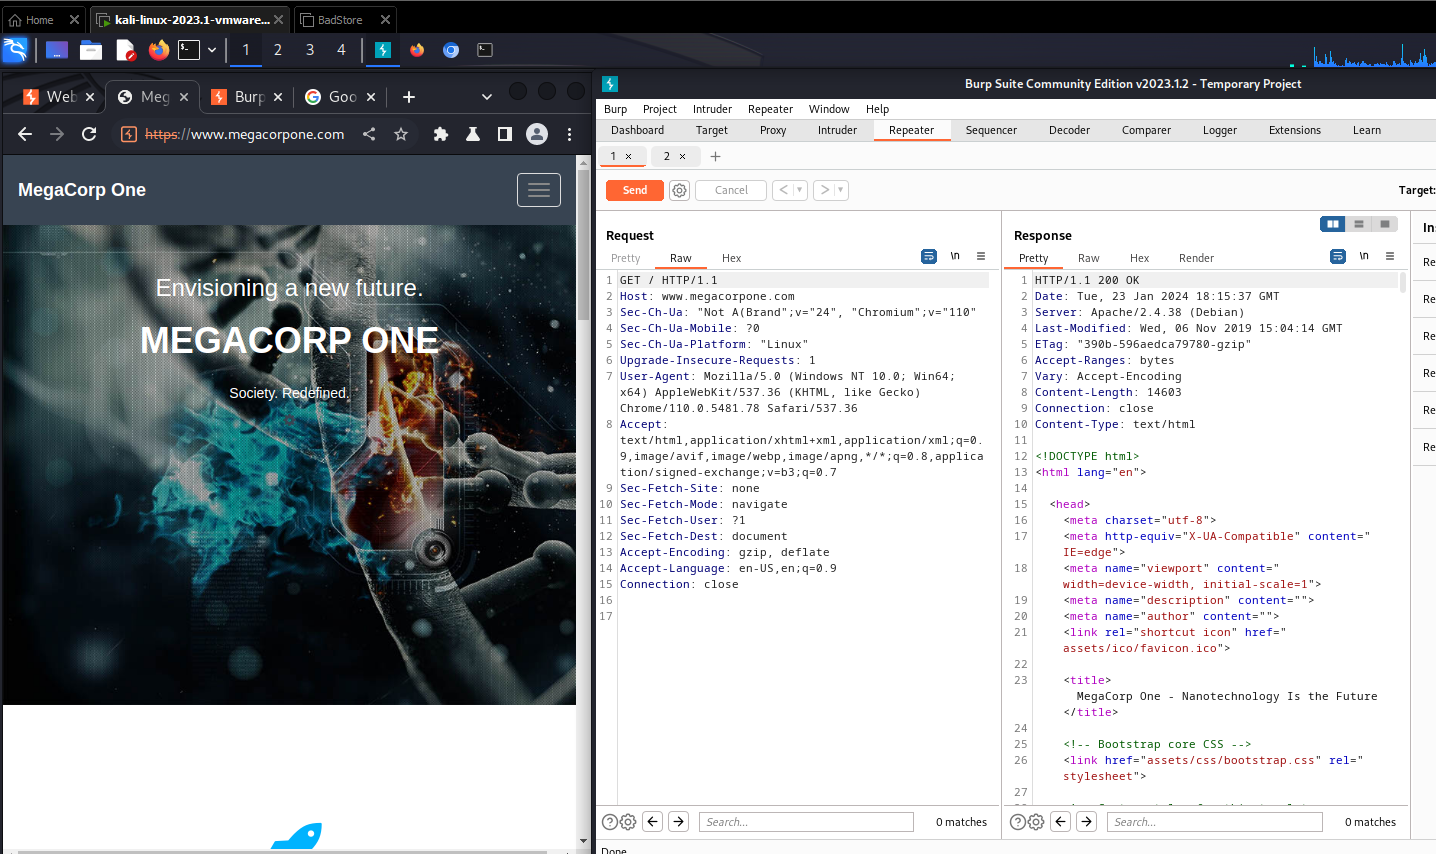 Home
kali-linux-2023.1-vmware...
BadStore
1 2 3 4
Web
Meg
Burp
Goo
https://www.megacorpone.com
MegaCorp One
Envisioning a new future.
MEGACORP ONE
Society. Redefined.
Burp Suite Community Edition v2023.1.2 - Temporary Project
Burp Project Intruder Repeater Window Help
Dashboard Target Proxy Intruder Repeater Sequencer Decoder Comparer Logger Extensions Learn
1 × 2 × +
Send Cancel < >
Target:
Request
Pretty Raw Hex
\n
1 GET / HTTP/1.1
2 Host: www.megacorpone.com
3 Sec-Ch-Ua: "Not A(Brand";v="24", "Chromium";v="110"
4 Sec-Ch-Ua-Mobile: ?0
5 Sec-Ch-Ua-Platform: "Linux"
6 Upgrade-Insecure-Requests: 1
7 User-Agent: Mozilla/5.0 (Windows NT 10.0; Win64;
x64) AppleWebKit/537.36 (KHTML, like Gecko)
Chrome/110.0.5481.78 Safari/537.36
8 Accept:
text/html,application/xhtml+xml,application/xml;q=0.
9,image/avif,image/webp,image/apng,*/*;q=0.8,applica
tion/signed-exchange;v=b3;q=0.7
9 Sec-Fetch-Site: none
10 Sec-Fetch-Mode: navigate
11 Sec-Fetch-User: ?1
12 Sec-Fetch-Dest: document
13 Accept-Encoding: gzip, deflate
14 Accept-Language: en-US,en;q=0.9
15 Connection: close
16
17
Search...
0 matches
Response
Pretty Raw Hex Render
\n
1 HTTP/1.1 200 OK
2 Date: Tue, 23 Jan 2024 18:15:37 GMT
3 Server: Apache/2.4.38 (Debian)
4 Last-Modified: Wed, 06 Nov 2019 15:04:14 GMT
5 ETag: "390b-596aedca79780-gzip"
6 Accept-Ranges: bytes
7 Vary: Accept-Encoding
8 Content-Length: 14603
9 Connection: close
10 Content-Type: text/html
11
12 <!DOCTYPE html>
13 <html lang="en">
14
15 <head>
16 <meta charset="utf-8">
17 <meta http-equiv="X-UA-Compatible" content="
IE=edge">
18 <meta name="viewport" content="
width=device-width, initial-scale=1">
19 <meta name="description" content="">
20 <meta name="author" content="">
21 <link rel="shortcut icon" href="
assets/ico/favicon.ico">
22
23 <title>
MegaCorp One - Nanotechnology Is the Future
</title>
24
25 <!-- Bootstrap core CSS -->
26 <link href="assets/css/bootstrap.css" rel="
stylesheet">
27
Search...
0 matches
Ins
Re
Re
Re
Re
Re
Re
Done